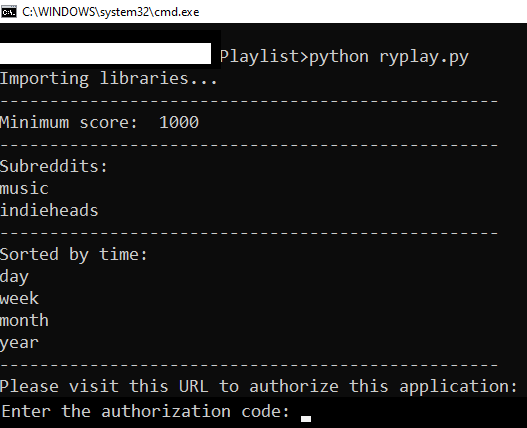 C:\WINDOWS\system32\cmd.exe
Playlist>python ryplay.py
Importing libraries...
--------------------------------------------------
Minimum score:  1000
--------------------------------------------------
Subreddits:
music
indieheads
--------------------------------------------------
Sorted by time:
day
week
month
year
--------------------------------------------------
Please visit this URL to authorize this application:
Enter the authorization code: